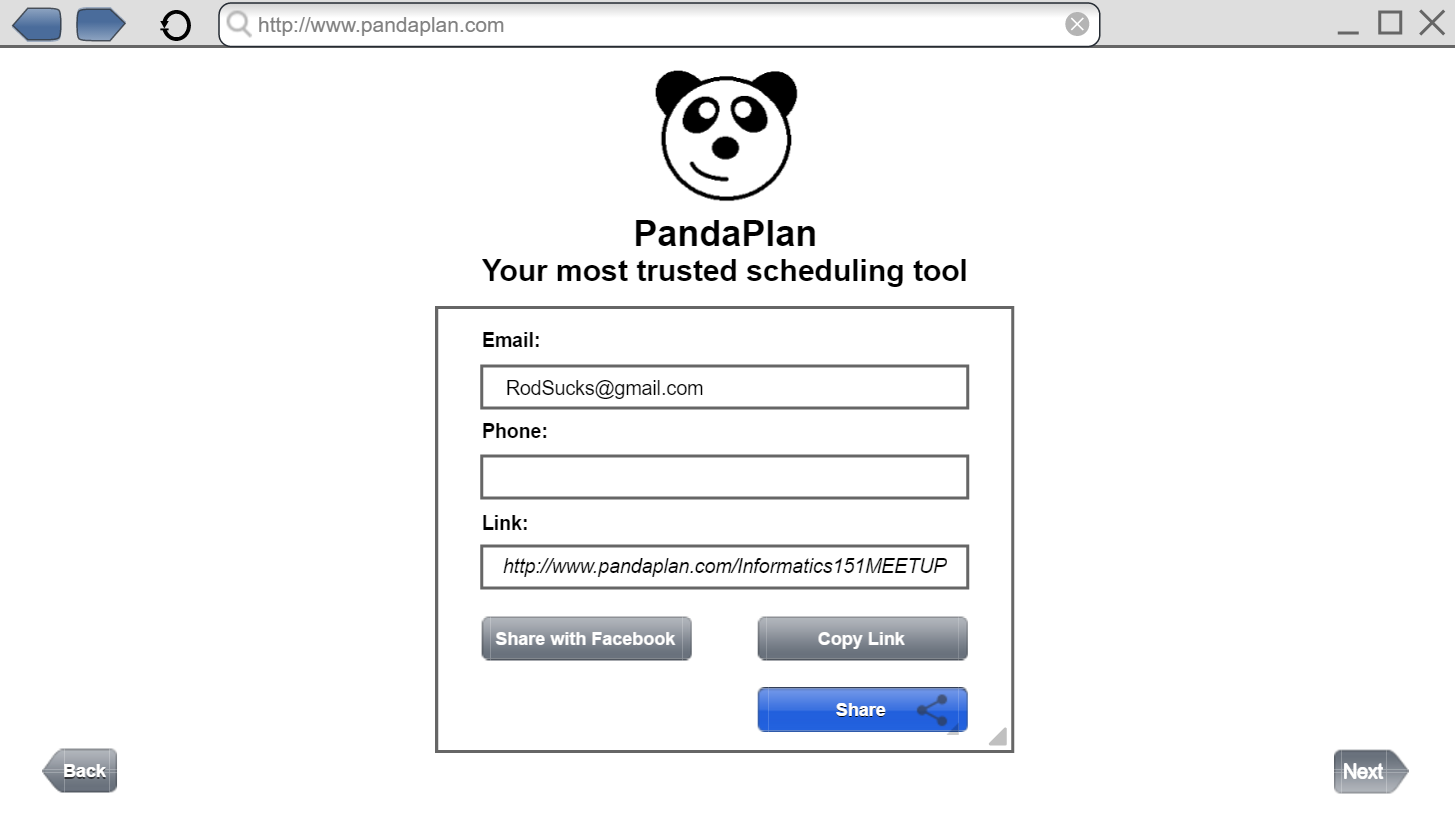 http://www.pandaplan.com
PandaPlan
Your most trusted scheduling tool
Email:
RodSucks@gmail.com
Phone:
Link:
http://www.pandaplan.com/Informatics151MEETUP
Share with Facebook
Copy Link
Share
Back
Next